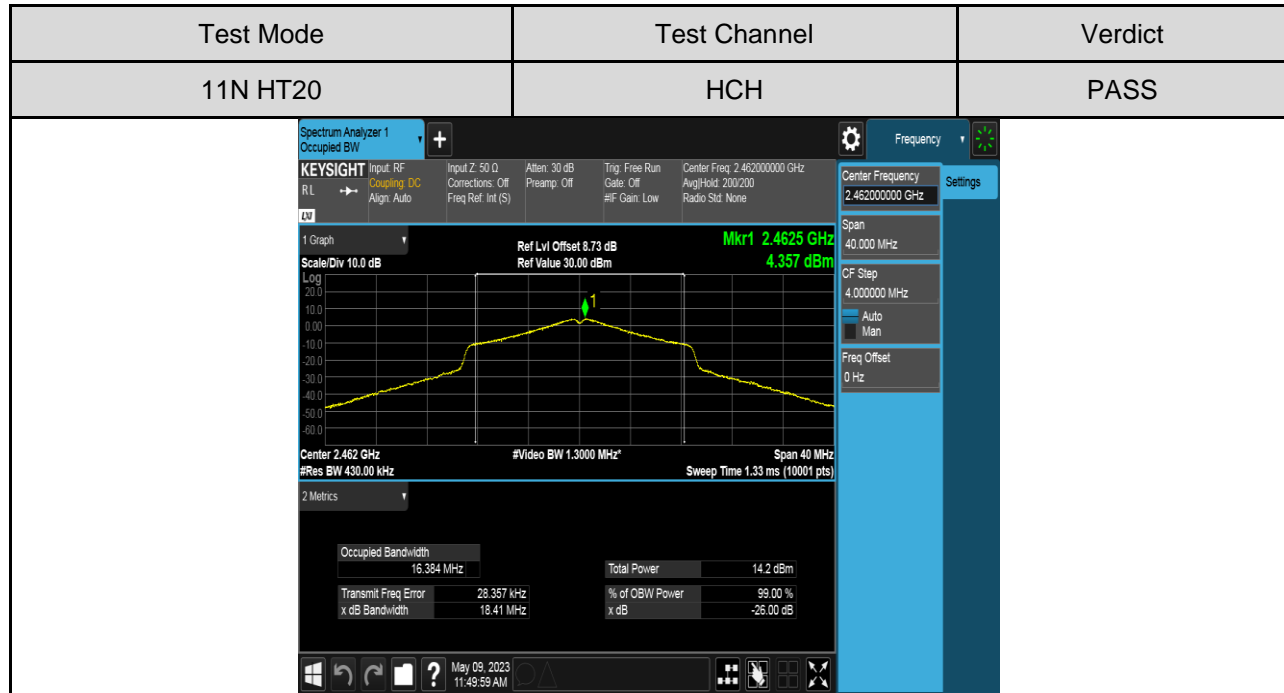 Test Mode Test Channel Verdict
11N HT20 HCH PASS
Spectrum Analyzer 1
Occupied BW
+
Frequency
KEYSIGHT
RL
LXI
Input: RF
Coupling: DC
Align: Auto
Input Z: 50 Ω
Corrections: Off
Freq Ref: Int (S)
Atten: 30 dB
Preamp: Off
Trig: Free Run
Gate: Off
#IF Gain: Low
Center Freq: 2.462000000 GHz
Avg|Hold: 200/200
Radio Std: None
Center Frequency
2.462000000 GHz
Settings
Span
40.000 MHz
CF Step
4.000000 MHz
Auto
Man
Freq Offset
0 Hz
1 Graph
Scale/Div 10.0 dB
Ref Lvl Offset 8.73 dB
Ref Value 30.00 dBm
Mkr1 2.4625 GHz
4.357 dBm
Log
20.0
10.0
0.00
-10.0
-20.0
-30.0
-40.0
-50.0
-60.0
1
Center 2.462 GHz
#Res BW 430.00 kHz
#Video BW 1.3000 MHz*
Span 40 MHz
Sweep Time 1.33 ms (10001 pts)
2 Metrics
Occupied Bandwidth
16.384 MHz
Total Power 14.2 dBm
Transmit Freq Error 28.357 kHz
% of OBW Power 99.00 %
x dB Bandwidth 18.41 MHz
x dB -26.00 dB
?
May 09, 2023
11:49:59 AM